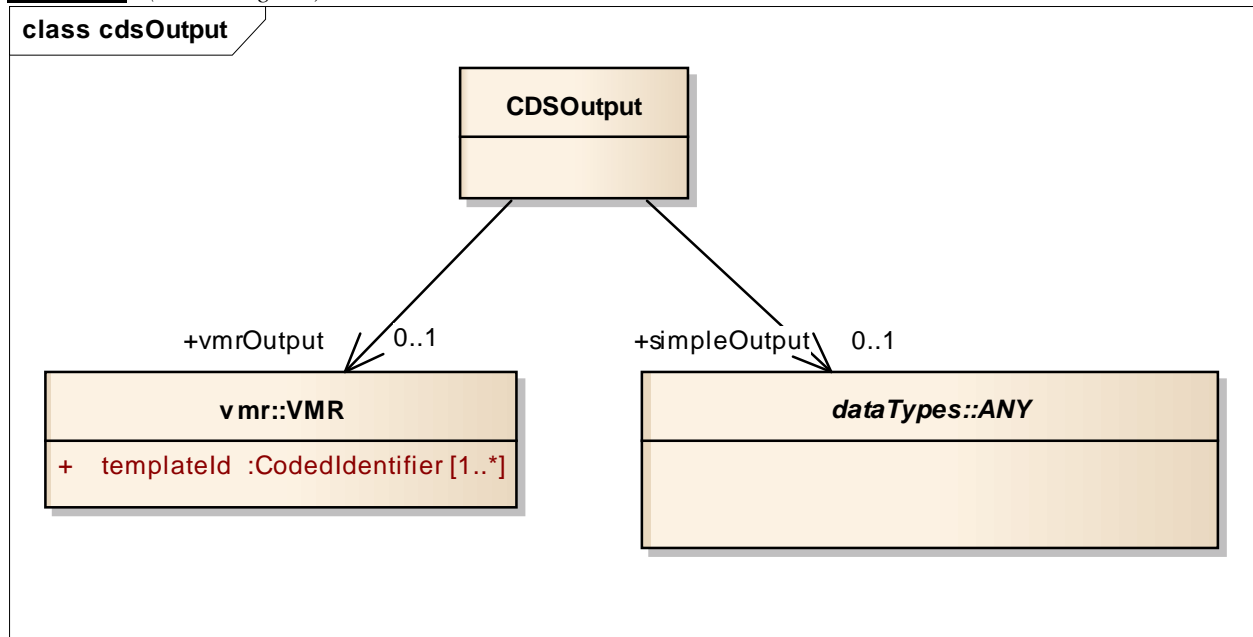 class cdsOutput
CDSOutput
+vmrOutput 0..1
+simpleOutput 0..1
vmr::VMR
dataTypes::ANY
+ templateId :CodedIdentifier [1..*]